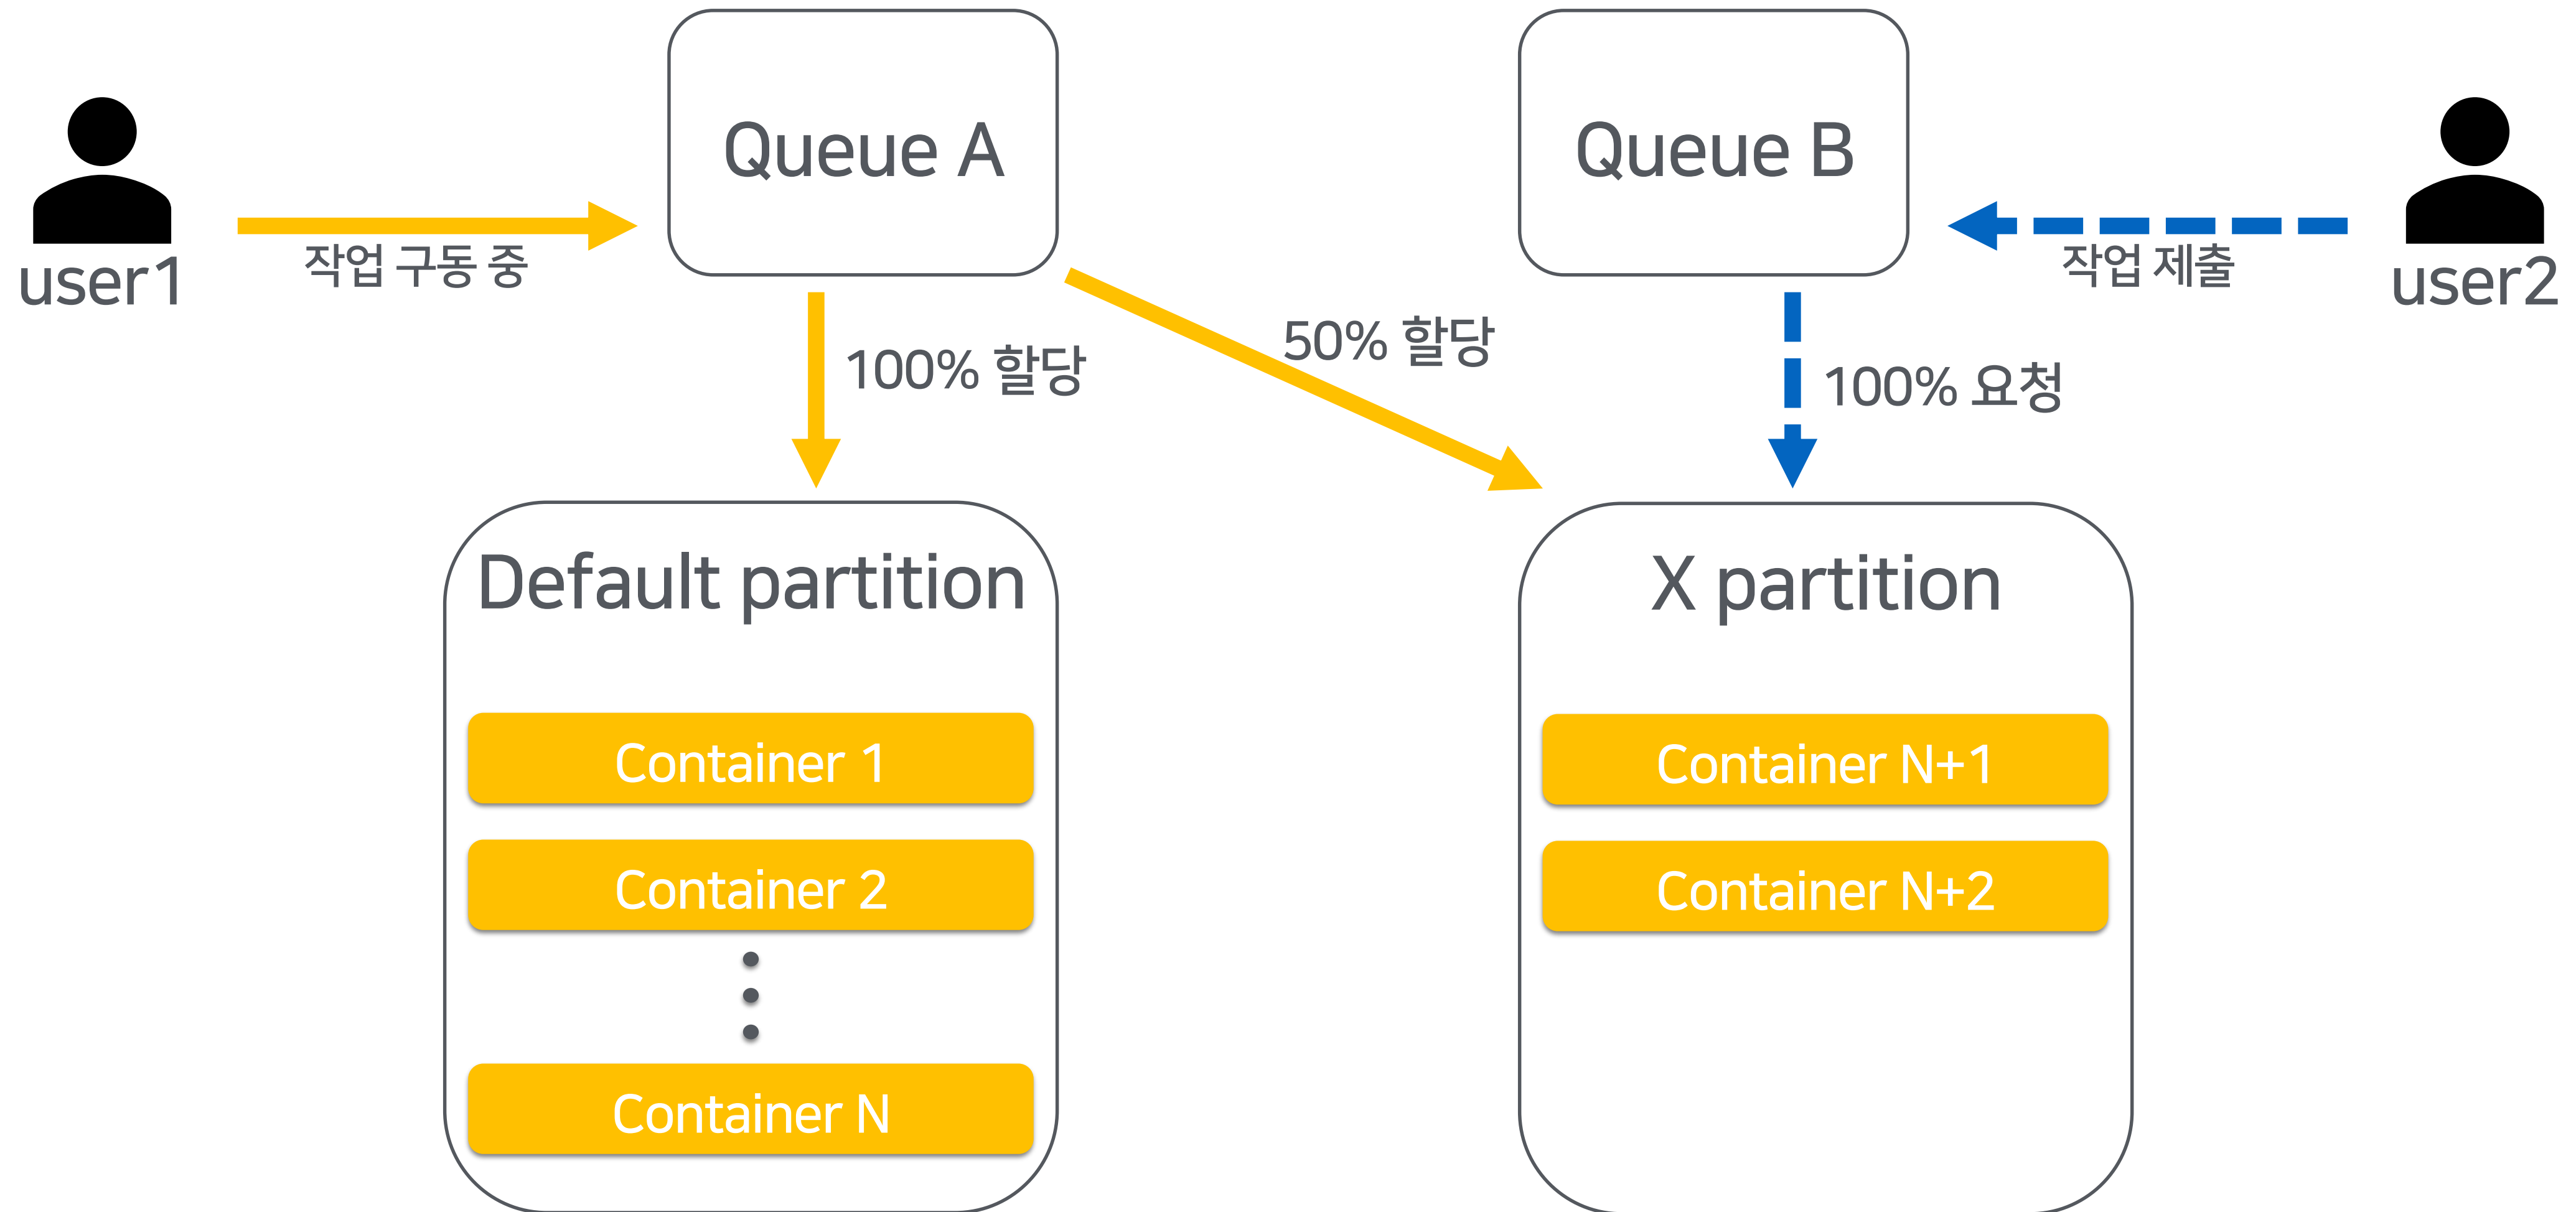 Queue A
Queue B
user1
작업 구동 중
작업 제출
user2
100% 할당
50% 할당
100% 요청
Default partition
X partition
Container 1
Container N+1
Container 2
Container N+2
Container N